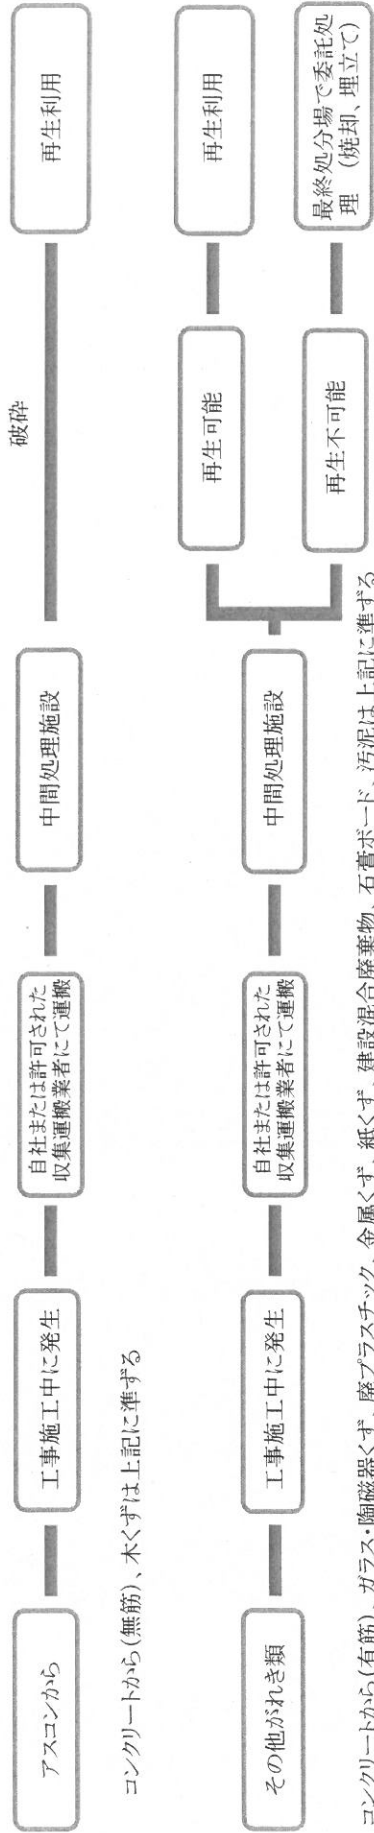 アスコンから
工事施工中に発生
自社または許可された
収集運搬業者にて運搬
中間処理施設
破砕
再生利用
コンクリートから(無筋)、木くずは上記に準ずる
その他がれき類
工事施工中に発生
自社または許可された
収集運搬業者にて運搬
中間処理施設
再生可能
再生利用
再生不可能
最終処分場で委託処
理 (焼却、埋立て)
コンクリートから(有筋)、ガラス・陶磁器くず、廃プラスチック、金属くず、紙くず、建設混合廃棄物、石膏ボード、汚泥は上記に準ずる